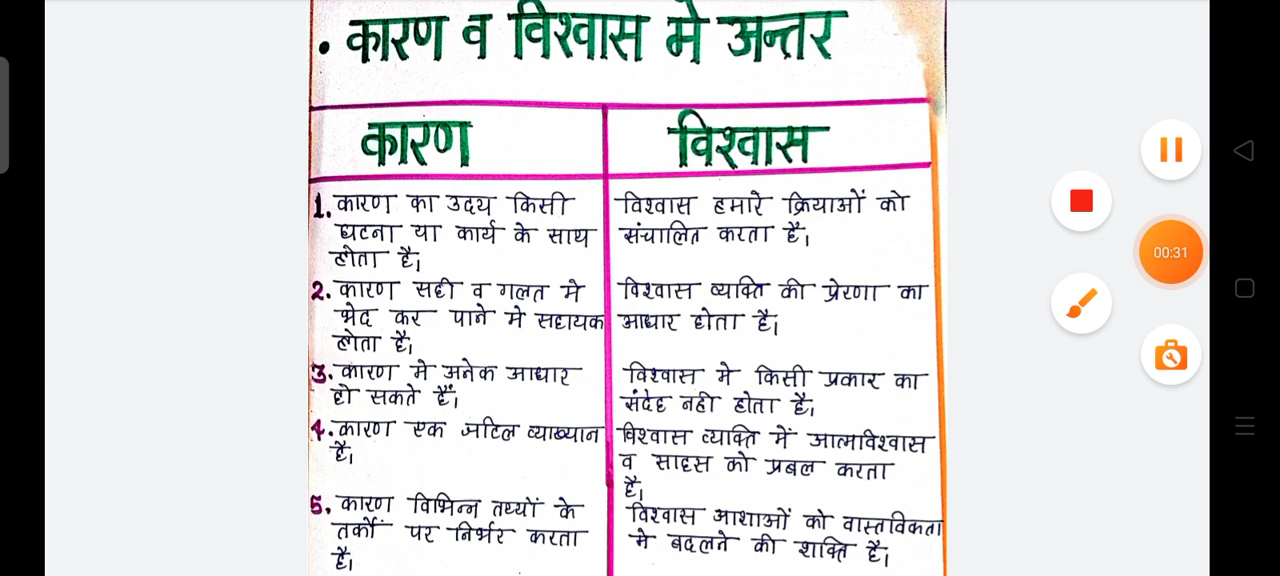 • कारण व विश्वास मे अन्तर
कारण
विश्वास
1. कारण का उदय किसी
घटना या कार्य के साथ
होता है।
विश्वास हमारे क्रियाओं को
संचालित करता है।
2. कारण सही व गलत मे
भेद कर पाने मे सहायक
होता है।
विश्वास व्यक्ति की प्रेरणा का
आधार होता है।
3. कारण मे अनेक आधार
हो सकते हैं।
विश्वास मे किसी प्रकार का
संदेह नही होता है।
4. कारण एक जटिल व्याख्यान
है।
विश्वास व्यक्ति में आत्मविश्वास
व साहस को प्रबल करता
है।
5. कारण विभिन्न तथ्यों के
तर्कों पर निर्भर करता
है।
विश्वास आशाओं को वास्तविकता
मे बदलने की शक्ति है।
00:31